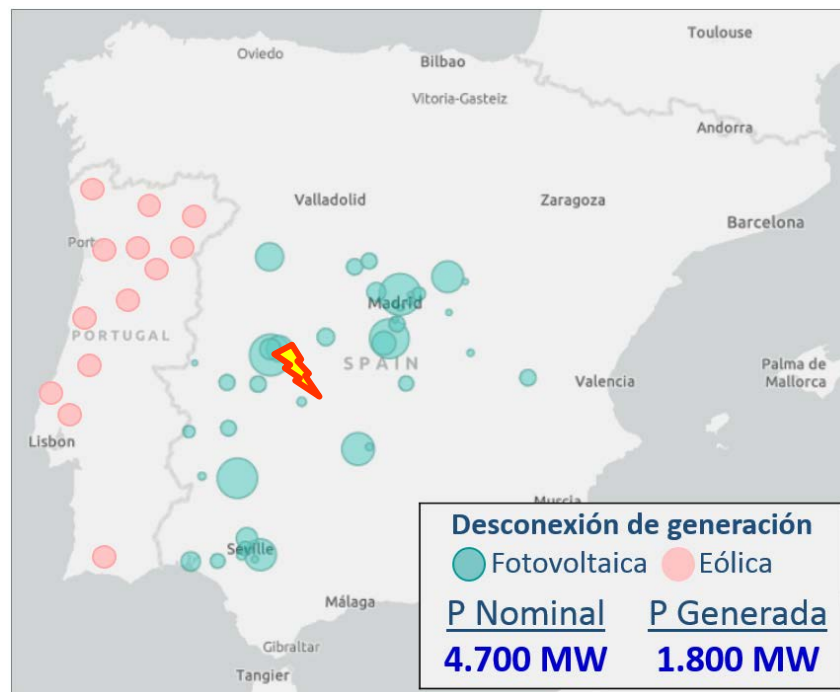 Toulouse
Oviedo
Bilbao
Vitoria-Gasteiz
Andorra
Valladolid
Zaragoza
Barcelona
Port
Madrid
PORTUGAL
SPAIN
Palma de
Mallorca
Valencia
Lisbon
Murcia
Seville
Málaga
Gibraltar
Tangier
Desconexión de generación
Fotovoltaica Eólica
P Nominal P Generada
4.700 MW 1.800 MW